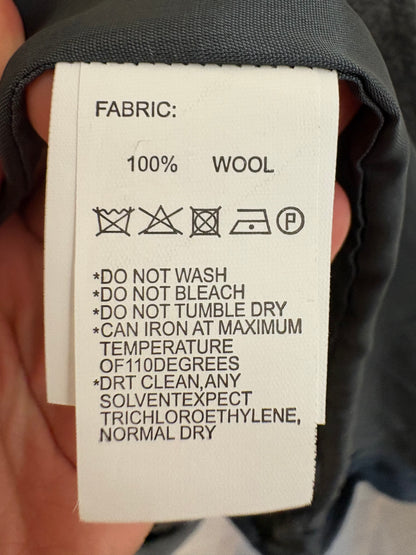 FABRIC:
100% WOOL
P
*DO NOT WASH
*DO NOT BLEACH
*DO NOT TUMBLE DRY
*CAN IRON AT MAXIMUM
TEMPERATURE
OF110DEGREES
*DRT CLEAN,ANY
SOLVENTEXPECT
TRICHLOROETHYLENE,
NORMAL DRY